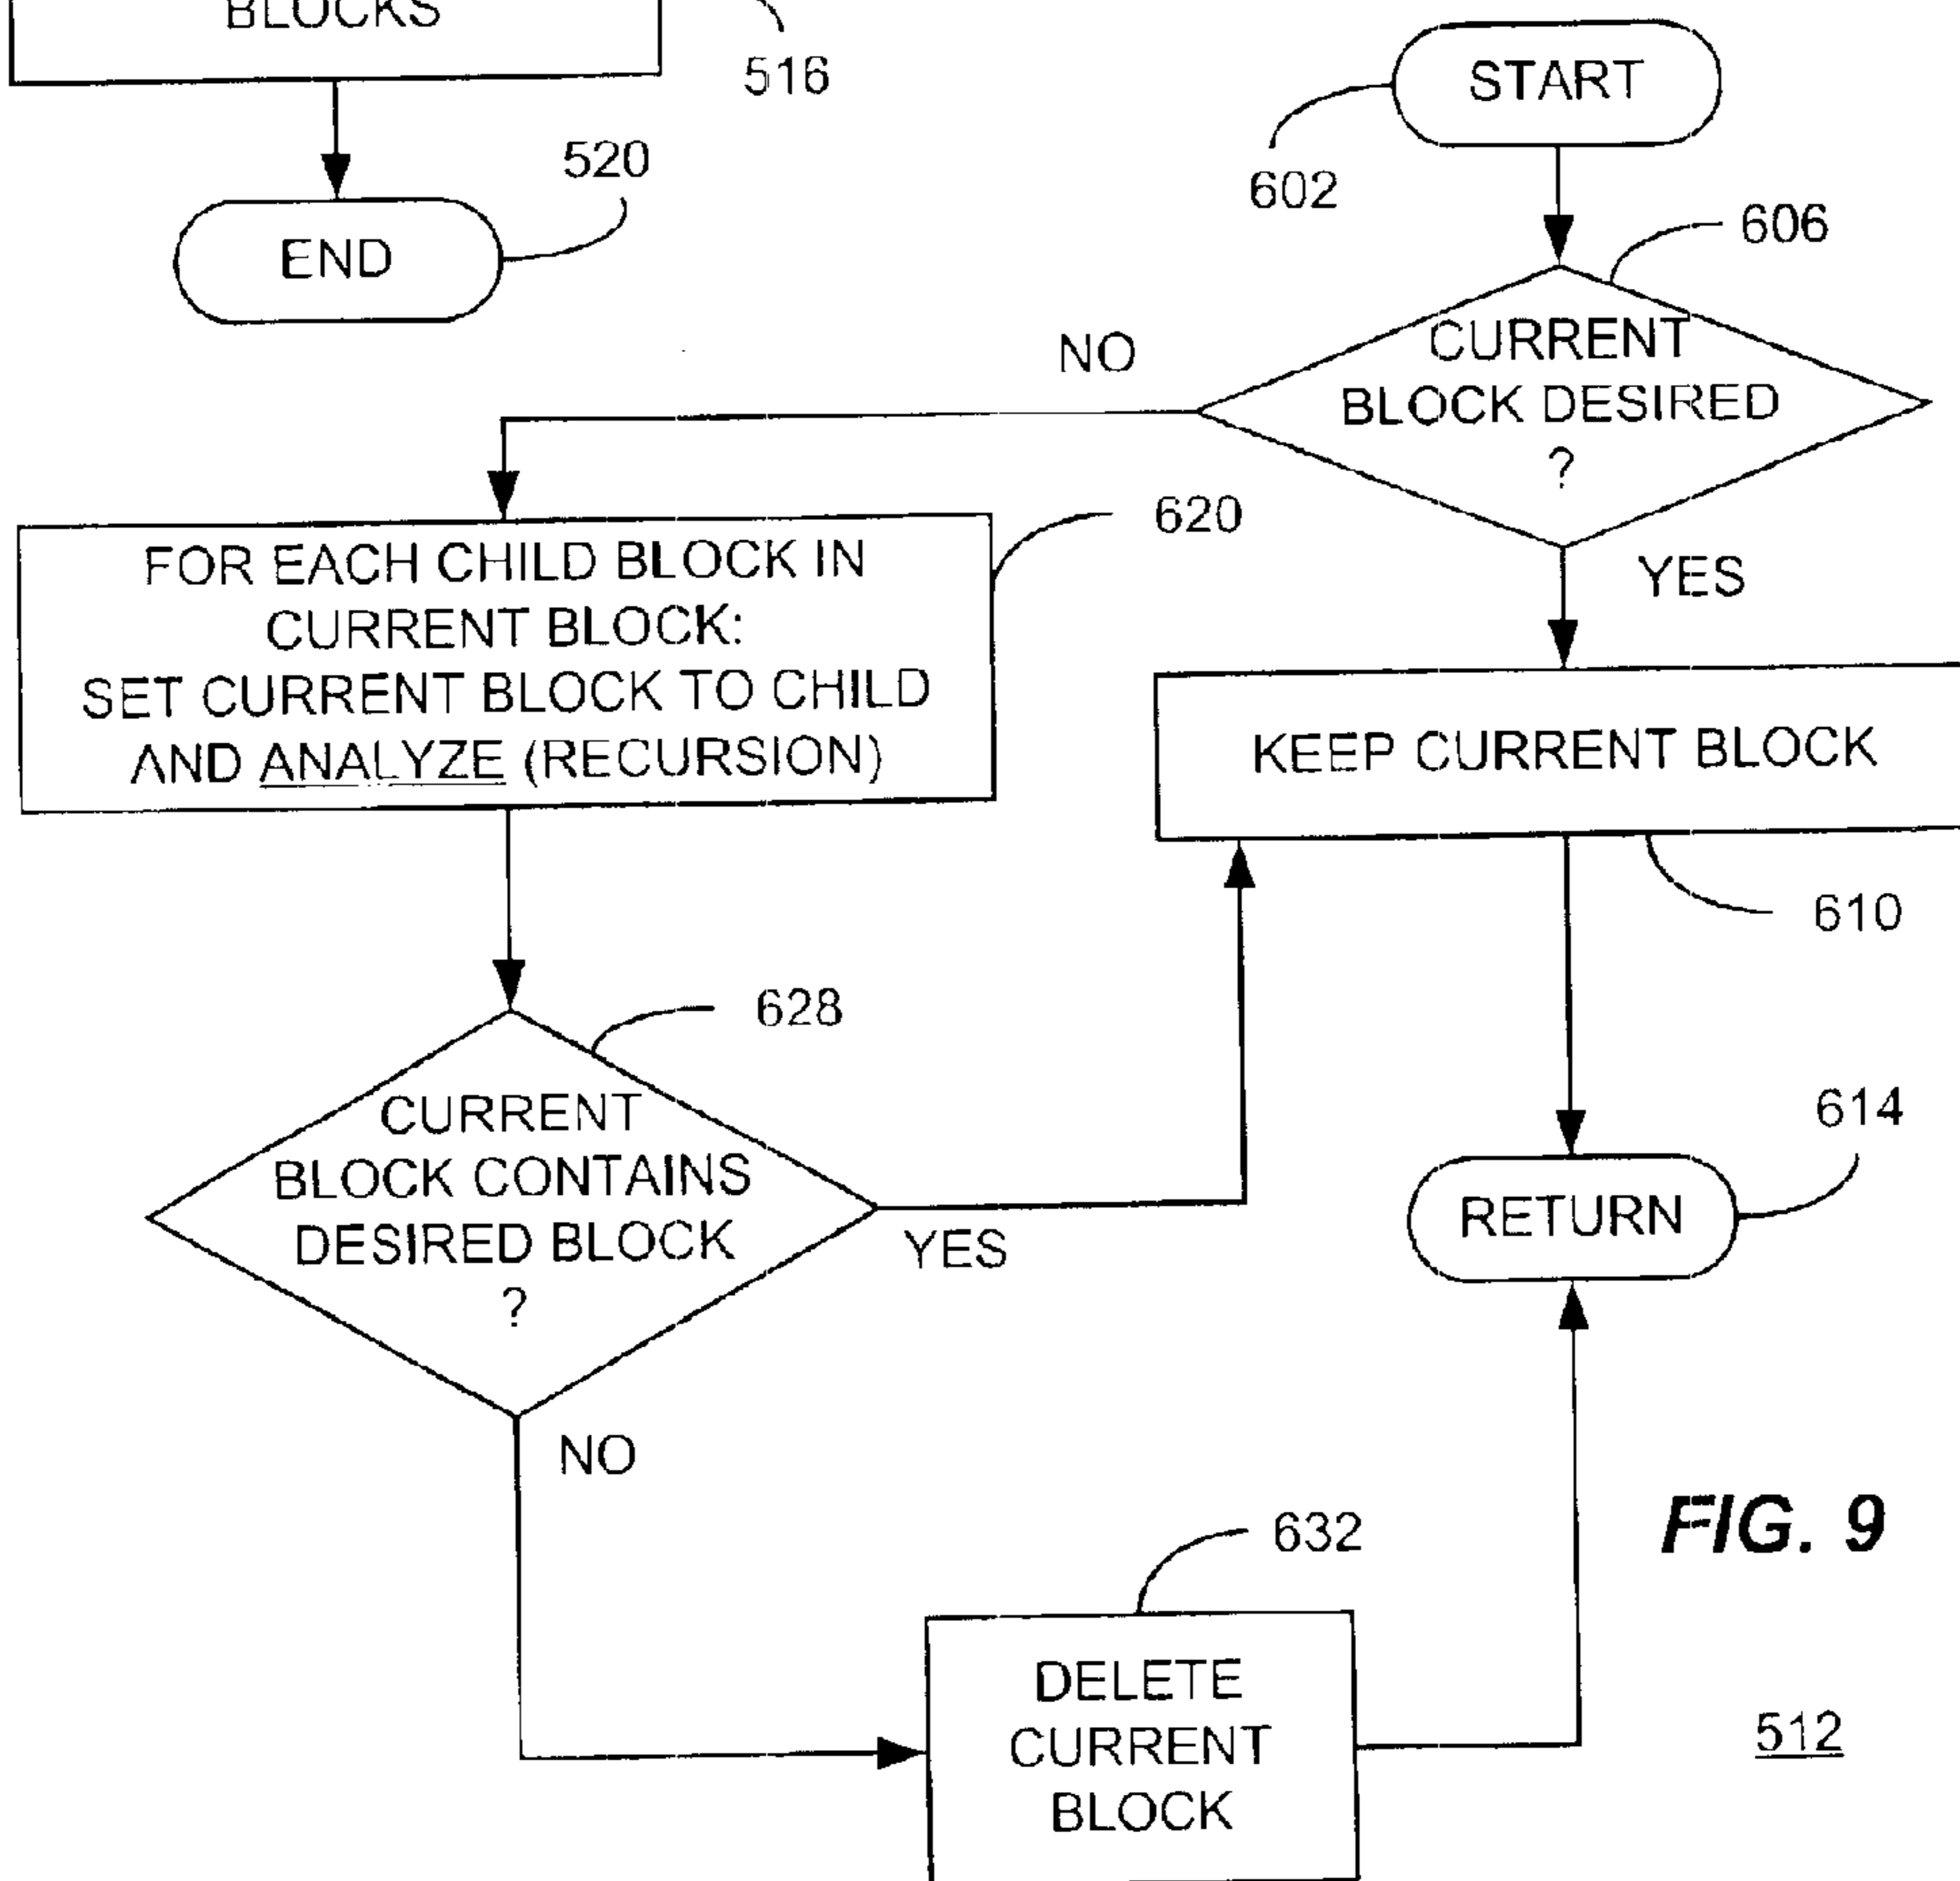 BLOCKS
516
520
END
START
602
606
CURRENT
BLOCK DESIRED
?
NO
YES
620
FOR EACH CHILD BLOCK IN
CURRENT BLOCK:
SET CURRENT BLOCK TO CHILD
AND ANALYZE (RECURSION)
KEEP CURRENT BLOCK
610
628
CURRENT
BLOCK CONTAINS
DESIRED BLOCK
?
YES
NO
614
RETURN
632
DELETE
CURRENT
BLOCK
FIG. 9
512